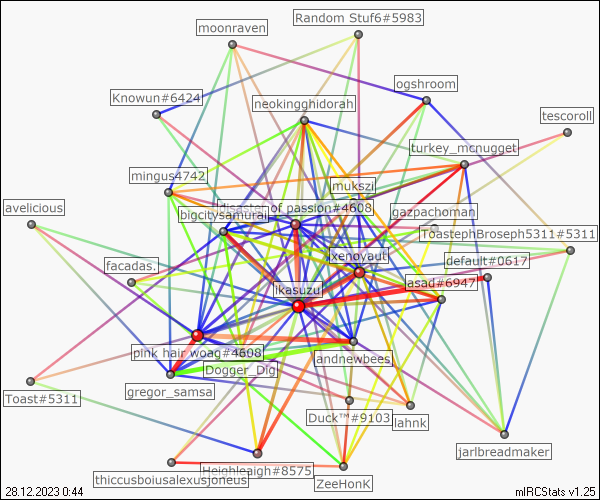 Random Stuf6#5983
moonraven
ogshroom
Knowun#6424
neokingghidorah
tescoroll
turkey_mcnugget
mingus4742
mukszi
avelicious
disaster of passion#4608
bigcitysamurai
gazpachoman
ToastephBroseph5311#5311
xenovault
default#0617
facadas.
asad#6947
ikasuzu
pink hair woag#4608
andnewbees
Dogger_Dig
gregor_samsa
Toast#5311
Duck™#9103
lahnk
jarlbreadmaker
Heighleaigh#8575
thiccusboiusalexusjoneus
ZeeHonK
28.12.2023 0:44
mIRCStats v1.25